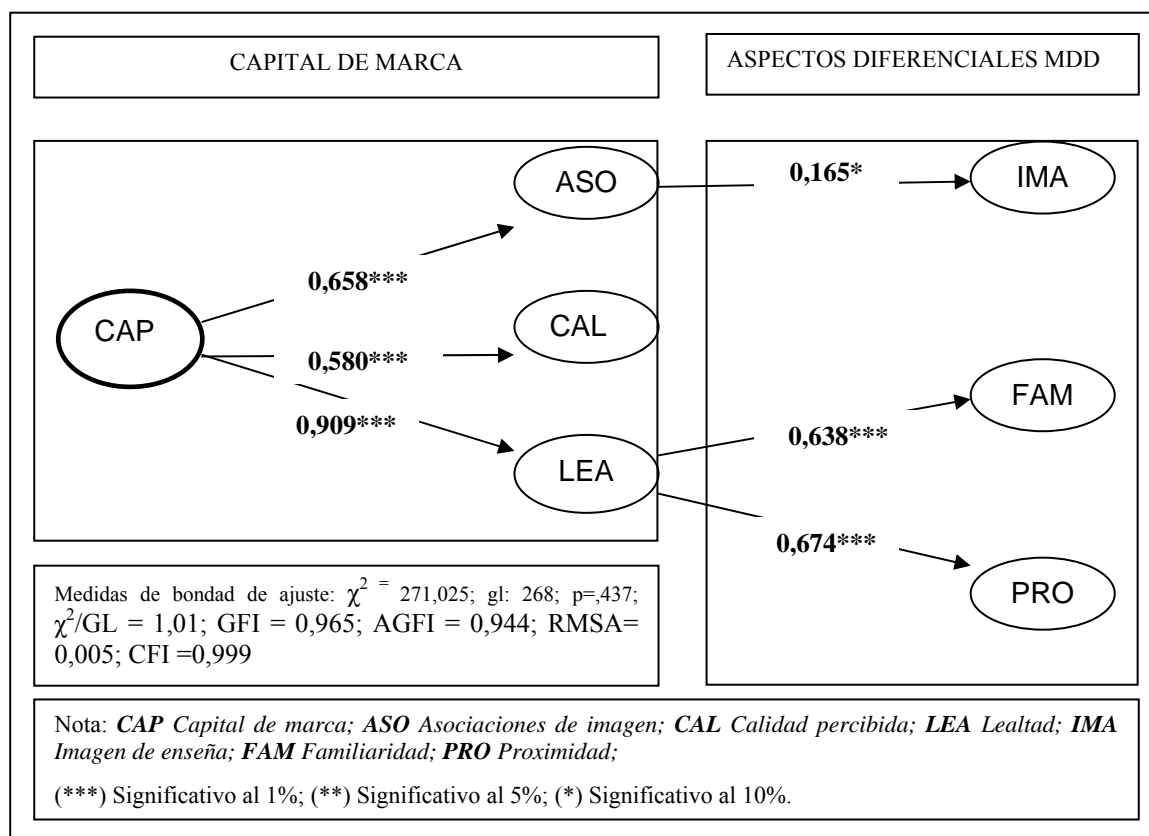 CAPITAL DE MARCA
ASPECTOS DIFERENCIALES MDD
ASO
0,165*
IMA
0,658***
CAP
CAL
0,580***
FAM
0,909***
0,638***
LEA
0,674***
PRO
Medidas de bondad de ajuste: χ² = 271,025; gl: 268; p=,437;
χ²/GL = 1,01; GFI = 0,965; AGFI = 0,944; RMSA=
0,005; CFI =0,999
Nota: CAP Capital de marca; ASO Asociaciones de imagen; CAL Calidad percibida; LEA Lealtad; IMA
Imagen de enseña; FAM Familiaridad; PRO Proximidad;
(***) Significativo al 1%; (**) Significativo al 5%; (*) Significativo al 10%.